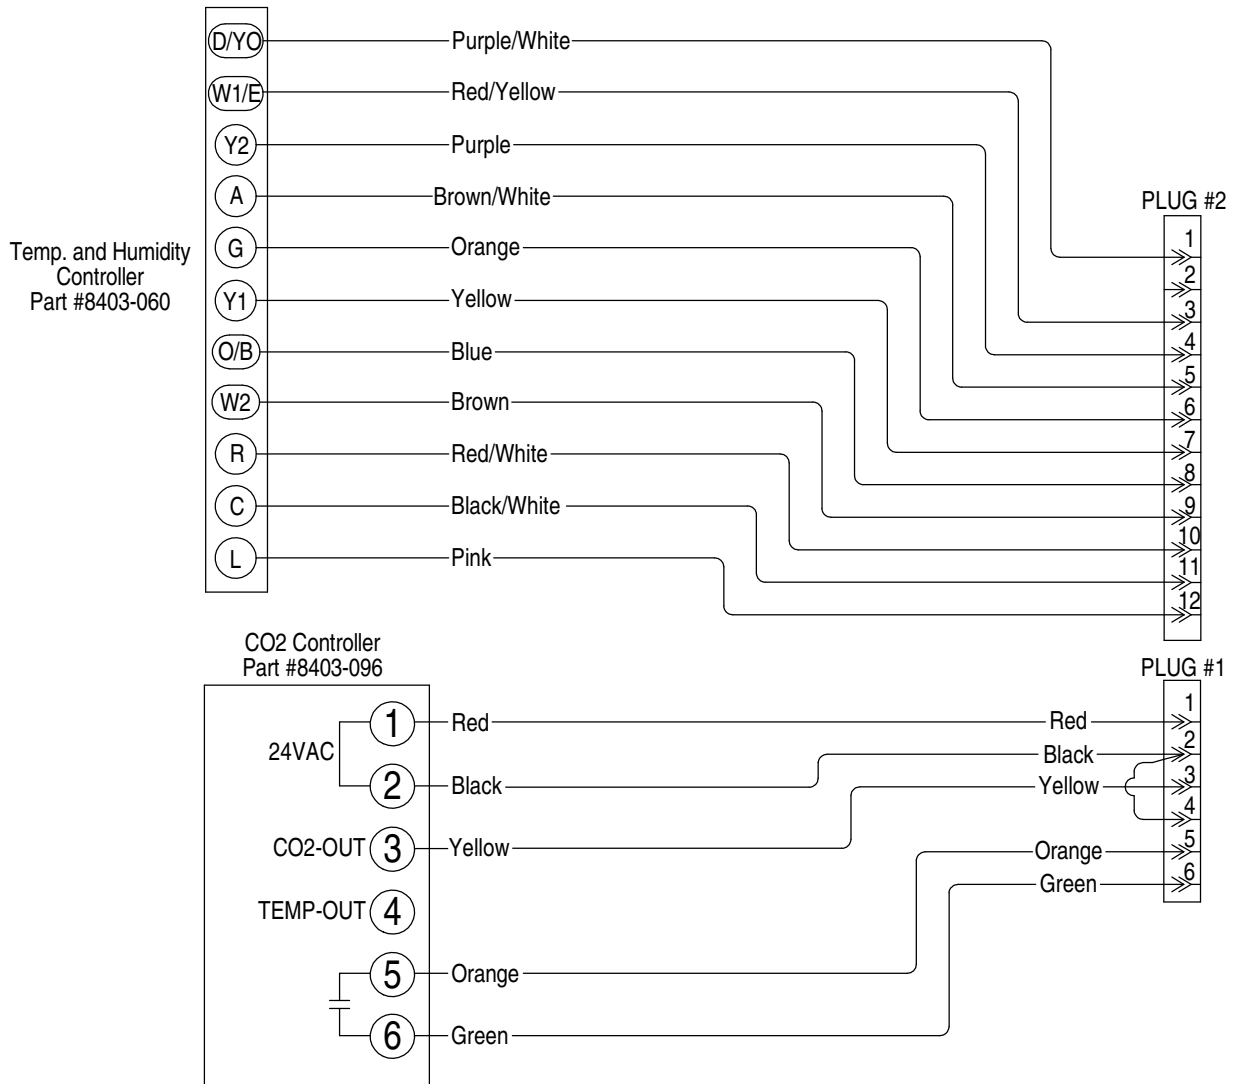 D/YO Purple/White
W1/E Red/Yellow
Y2 Purple
A Brown/White
G Orange
Y1 Yellow
O/B Blue
W2 Brown
R Red/White
C Black/White
L Pink
Temp. and Humidity
Controller
Part #8403-060
PLUG #2
1
2
3
4
5
6
7
8
9
10
11
12
CO2 Controller
Part #8403-096
24VAC
1 Red
2 Black
CO2-OUT 3 Yellow
TEMP-OUT 4
5 Orange
6 Green
PLUG #1
Red 1
Black 2
Yellow 3
4
Orange 5
Green 6